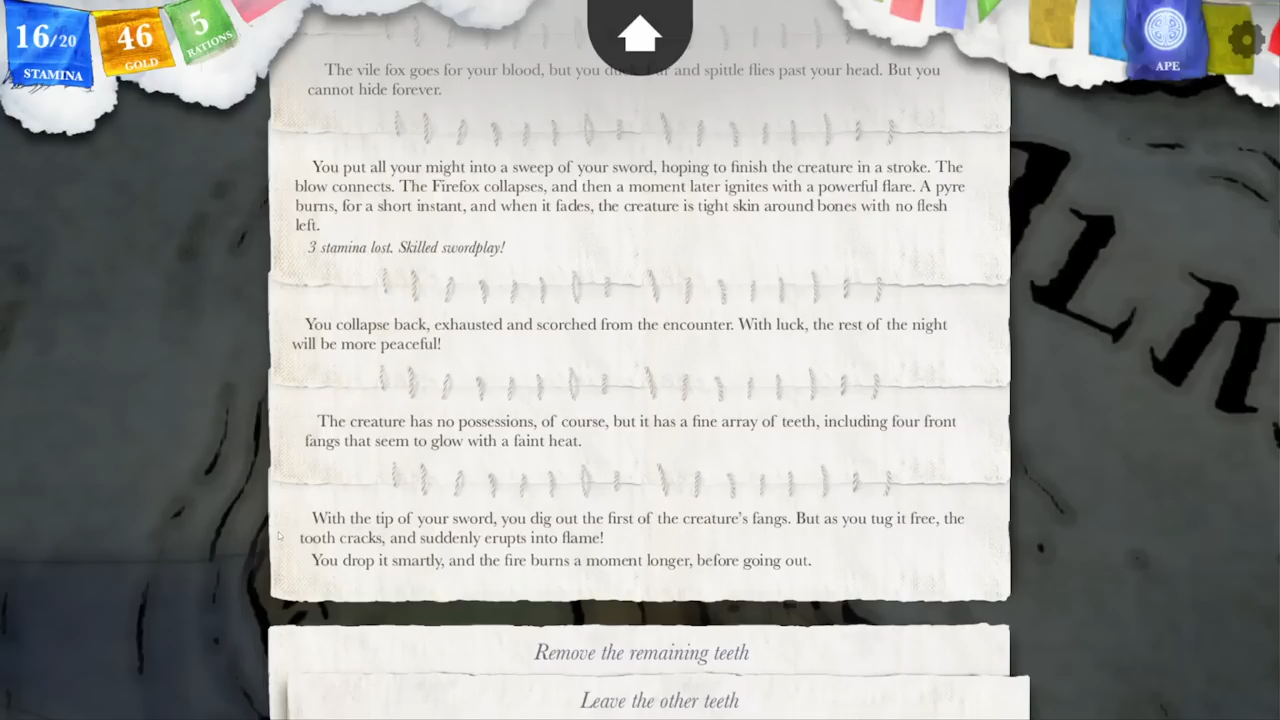 16/20
STAMINA
46
GOLD
5
RATIONS
APE
The vile fox goes for your blood, but you and spittle flies past your head. But you
cannot hide forever.
You put all your might into a sweep of your sword, hoping to finish the creature in a stroke. The
blow connects. The Firefox collapses, and then a moment later ignites with a powerful flare. A pyre
burns, for a short instant, and when it fades, the creature is tight skin around bones with no flesh
left.
3 stamina lost. Skilled swordplay!
You collapse back, exhausted and scorched from the encounter. With luck, the rest of the night
will be more peaceful!
The creature has no possessions, of course, but it has a fine array of teeth, including four front
fangs that seem to glow with a faint heat.
With the tip of your sword, you dig out the first of the creature's fangs. But as you tug it free, the
tooth cracks, and suddenly erupts into flame!
You drop it smartly, and the fire burns a moment longer, before going out.
Remove the remaining teeth
Leave the other teeth